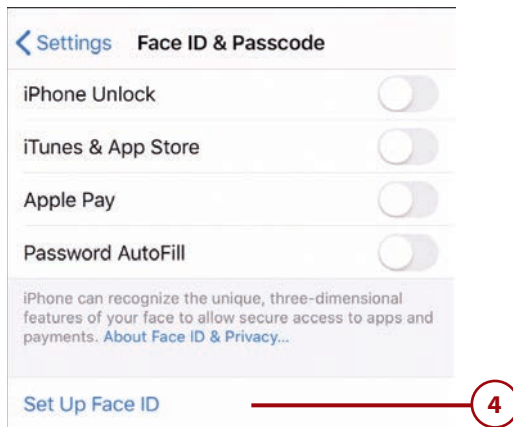 Settings Face ID & Passcode
iPhone Unlock
iTunes & App Store
Apple Pay
Password AutoFill
iPhone can recognize the unique, three-dimensional
features of your face to allow secure access to apps and
payments. About Face ID & Privacy...
Set Up Face ID
4